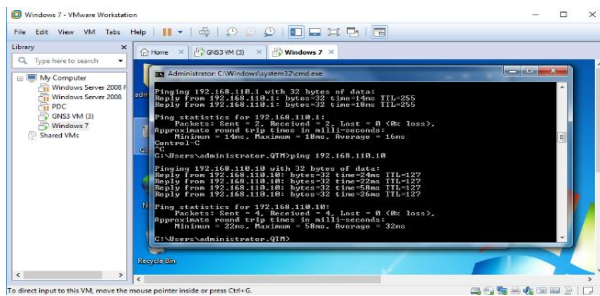 Windows 7 - VMware Workstation
File Edit View VM Tabs Help
Library
Home GNS3 VM (3) Windows 7
Type here to search
My Computer
Windows Server 2008 F
Windows Server 2008
PDC
GNS3 VM (3)
Windows 7
Shared VMs
Administrator: C:\Windows\system32\cmd.exe
Pinging 192.168.110.1 with 32 bytes of data:
Reply from 192.168.110.1: bytes=32 time=14ms TTL=255
Reply from 192.168.110.1: bytes=32 time=18ms TTL=255
Ping statistics for 192.168.110.1:
Packets: Sent = 2, Received = 2, Lost = 0 (0% loss),
Approximate round trip times in milli-seconds:
Minimum = 14ms, Maximum = 18ms, Average = 16ms
Control-C
^C
C:\Users\administrator.QTM>ping 192.168.110.10
Pinging 192.168.110.10 with 32 bytes of data:
Reply from 192.168.110.10: bytes=32 time=24ms TTL=127
Reply from 192.168.110.10: bytes=32 time=22ms TTL=127
Reply from 192.168.110.10: bytes=32 time=58ms TTL=127
Reply from 192.168.110.10: bytes=32 time=26ms TTL=127
Ping statistics for 192.168.110.10:
Packets: Sent = 4, Received = 4, Lost = 0 (0% loss),
Approximate round trip times in milli-seconds:
Minimum = 22ms, Maximum = 58ms, Average = 32ms
C:\Users\administrator.QTM>
Recycle Bin
To direct input to this VM, move the mouse pointer inside or press Ctrl+G.